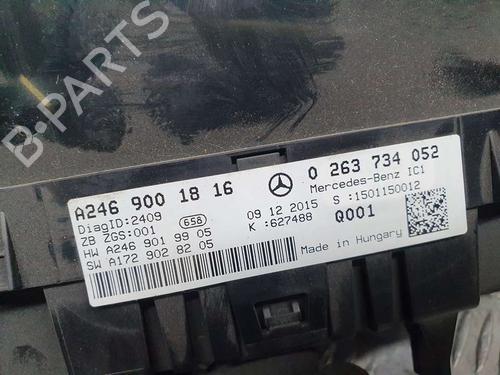 B-PARTS
A246 900 18 16
DiagID:2409
ZB ZGS:001
658
HW A246 901 99 05
SW A172 902 82 05
0 263 734 052
Mercedes-Benz IC1
09 12 2015
S :1501150012
K :627488
Q001
Made in Hungary